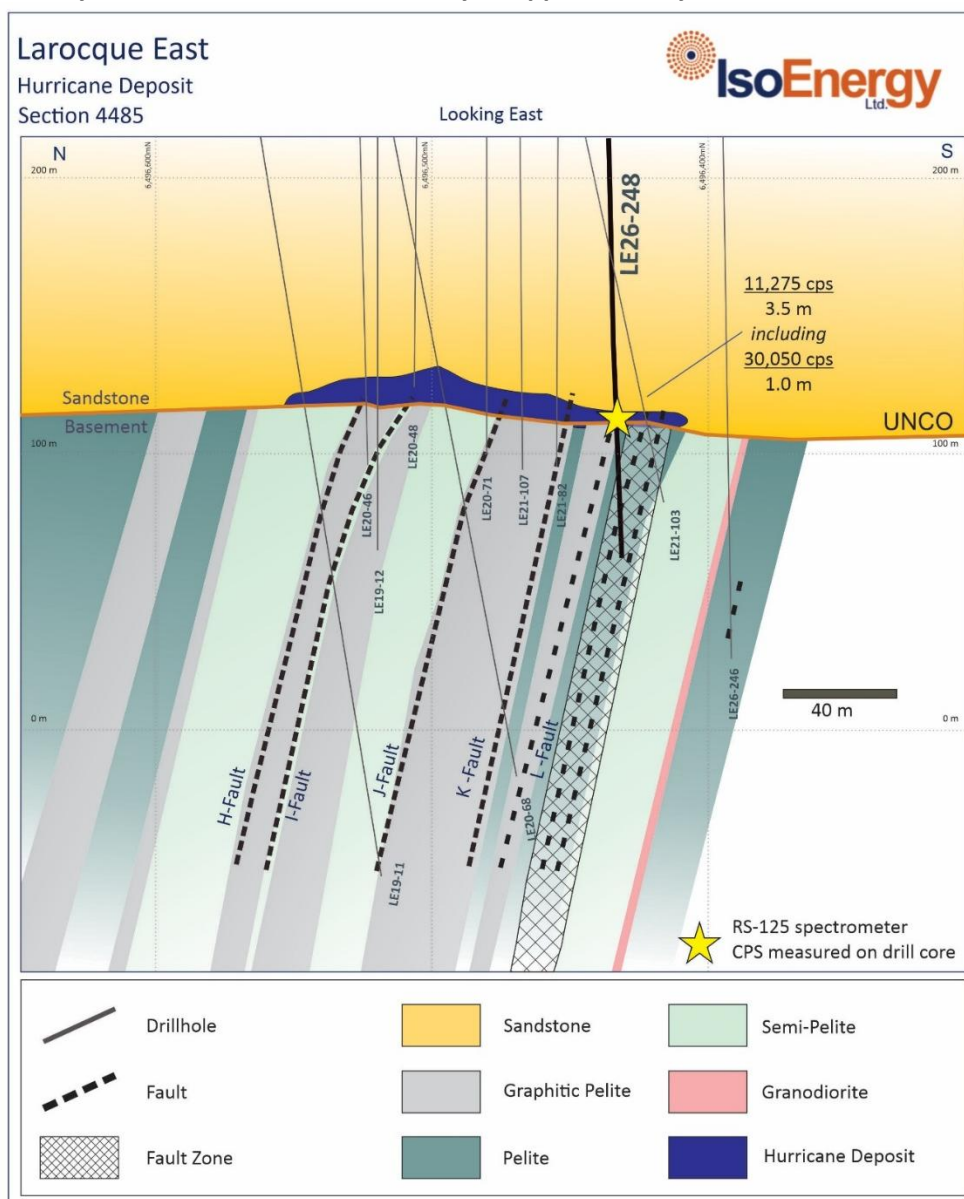 Larocque East
Hurricane Deposit
Section 4485
IsoEnergy
Ltd.
Looking East
N
S
200 m
6,496,600mN
6,496,500mN
6,496,400mN
200 m
LE26-248
11,275 cps
3.5 m
including
30,050 cps
1.0 m
Sandstone
Basement
UNCO
100 m
100 m
LE20-48
LE20-46
LE20-71
LE21-107
LE21-82
LE21-103
LE19-12
LE26-246
40 m
0 m
0 m
H-Fault
I-Fault
J-Fault
K -Fault
L -Fault
LE20-68
LE19-11
RS-125 spectrometer
CPS measured on drill core
Drillhole
Sandstone
Semi-Pelite
Fault
Graphitic Pelite
Granodiorite
Fault Zone
Pelite
Hurricane Deposit